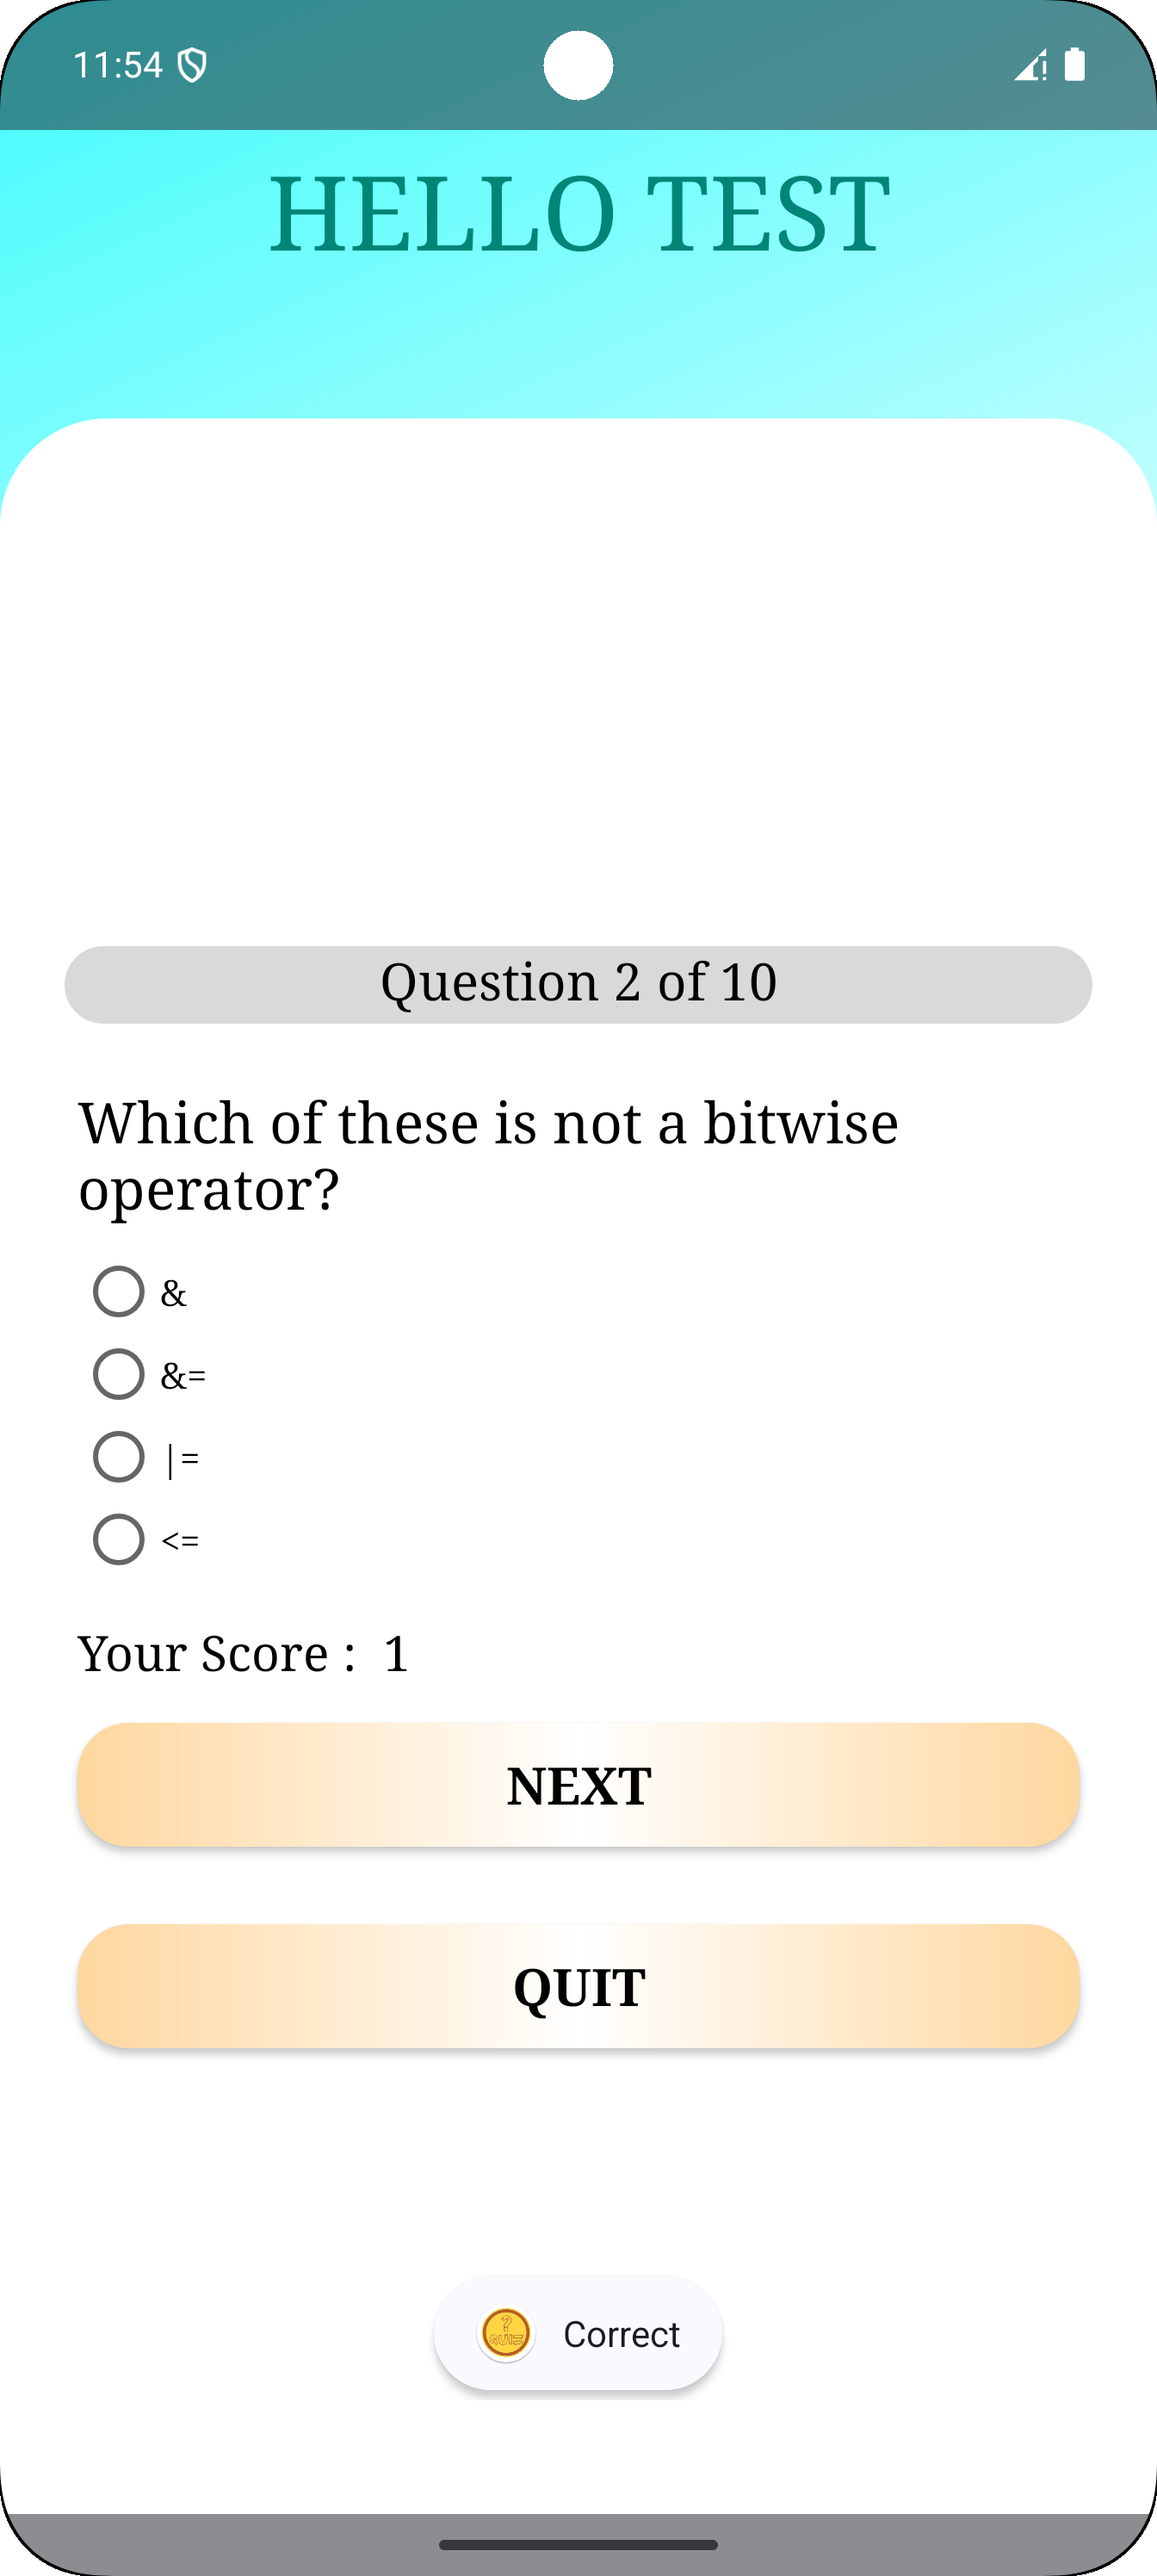 11:54
HELLO TEST
Question 2 of 10
Which of these is not a bitwise
operator?
&
&=
|=
<=
Your Score : 1
NEXT
QUIT
? QUIZ
Correct